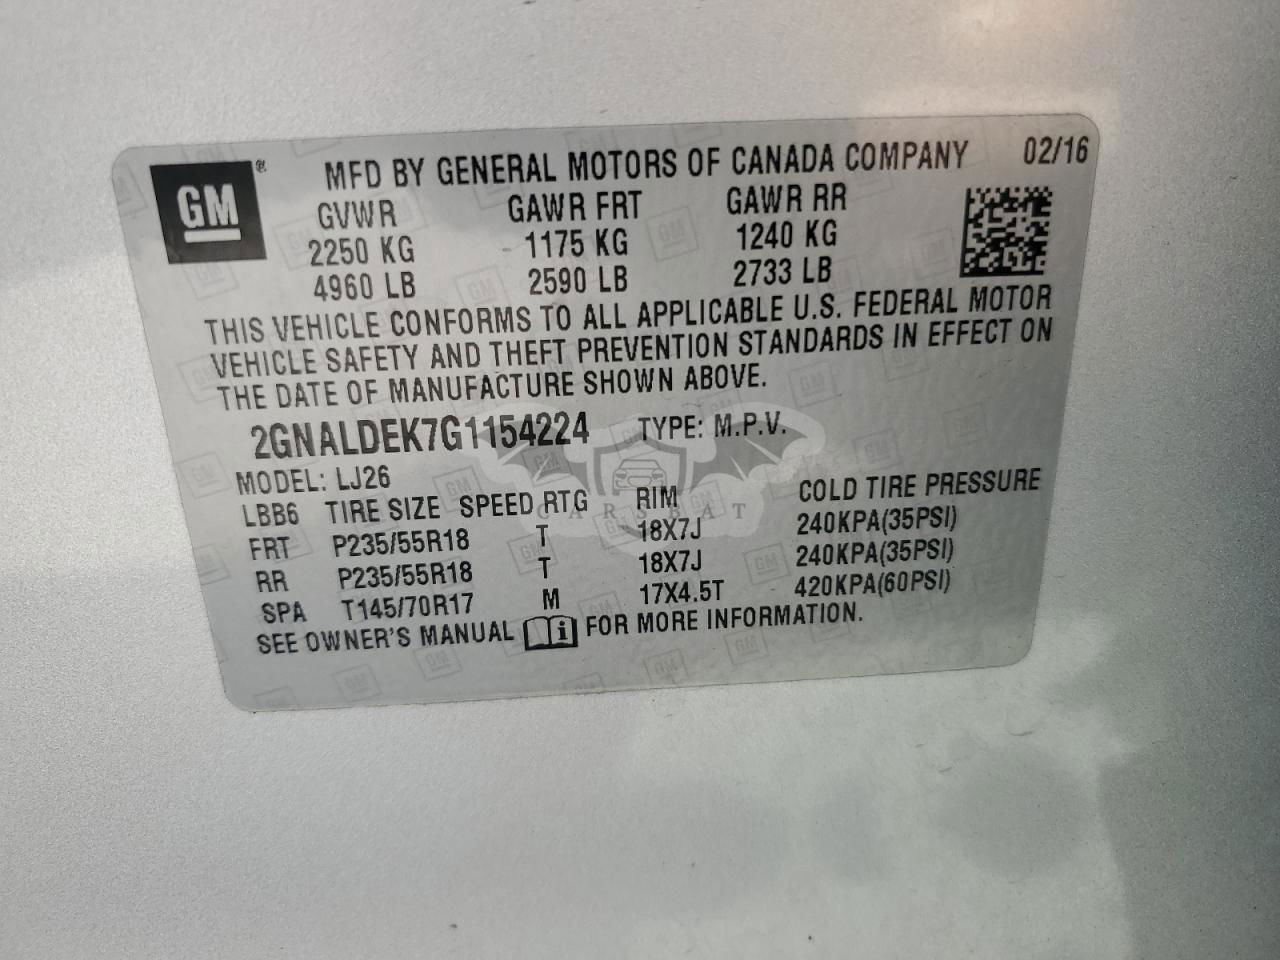 GM ® MFD BY GENERAL MOTORS OF CANADA COMPANY 02/16
GVWR GAWR FRT GAWR RR
2250 KG 1175 KG 1240 KG
4960 LB 2590 LB 2733 LB
THIS VEHICLE CONFORMS TO ALL APPLICABLE U.S. FEDERAL MOTOR
VEHICLE SAFETY AND THEFT PREVENTION STANDARDS IN EFFECT ON
THE DATE OF MANUFACTURE SHOWN ABOVE.
2GNALDEK7G1154224 TYPE: M.P.V.
MODEL: LJ26
LBB6 TIRE SIZE SPEED RTG RIM COLD TIRE PRESSURE
CARSBAT
FRT P235/55R18 T 18X7J 240KPA(35PSI)
RR P235/55R18 T 18X7J 240KPA(35PSI)
SPA T145/70R17 M 17X4.5T 420KPA(60PSI)
SEE OWNER'S MANUAL i FOR MORE INFORMATION.